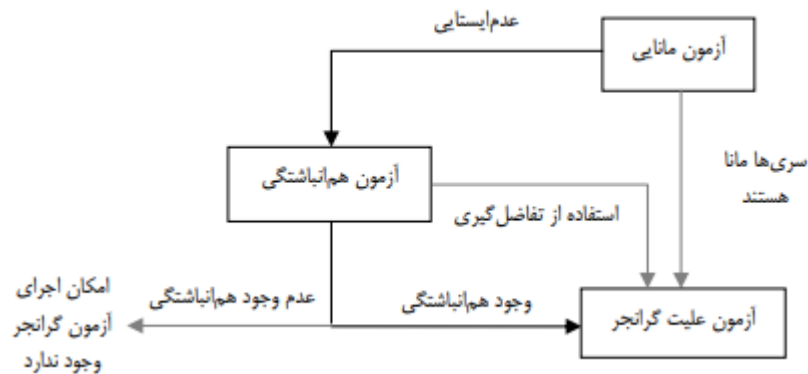 عدم‌ایستایی
آزمون مانایی
سری‌ها مانا
هستند
آزمون هم‌انباشتگی
استفاده از تفاضل‌گیری
وجود هم‌انباشتگی
عدم وجود هم‌انباشتگی
آزمون علیت گرانجر
امکان اجرای
آزمون گرانجر
وجود ندارد